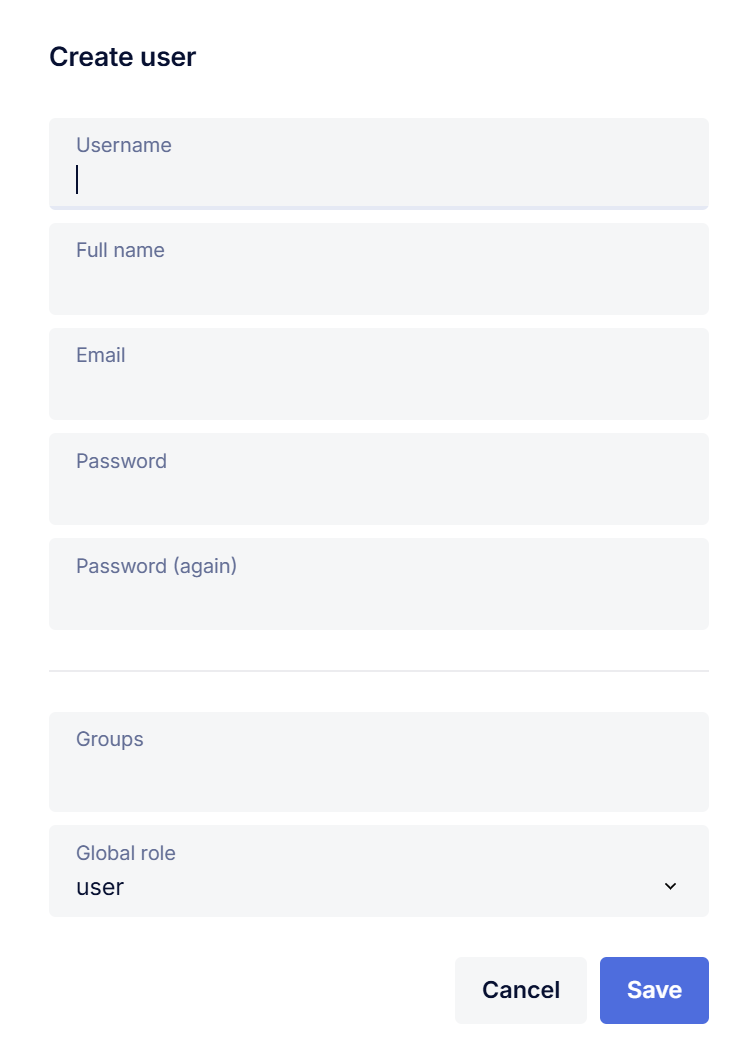 Create user
Username
Full name
Email
Password
Password (again)
Groups
Global role
user
Cancel Save